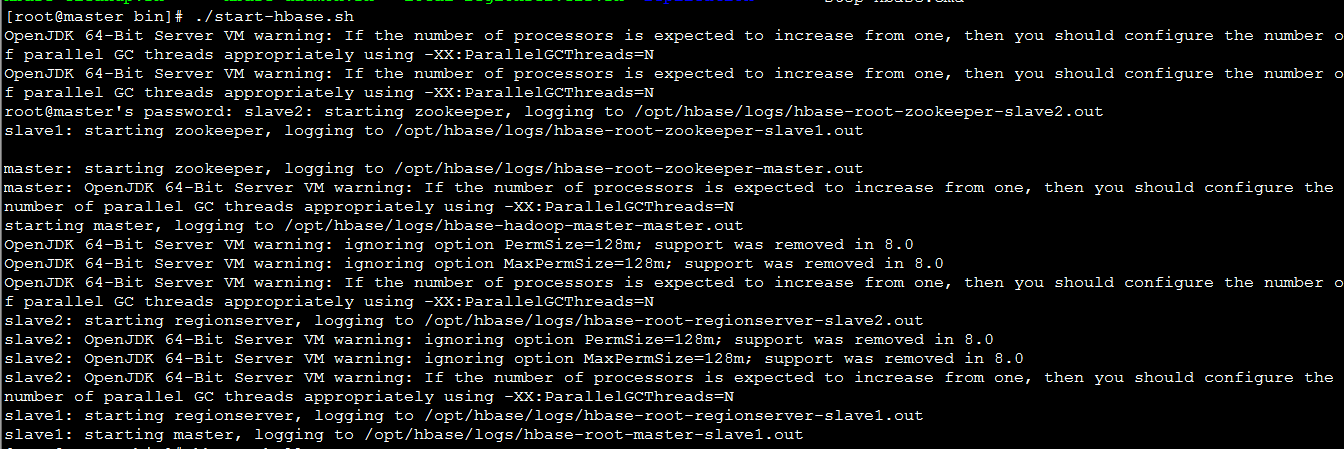 [root@master bin]# ./start-hbase.sh
OpenJDK 64-Bit Server VM warning: If the number of processors is expected to increase from one, then you should configure the number o
f parallel GC threads appropriately using -XX:ParallelGCThreads=N
OpenJDK 64-Bit Server VM warning: If the number of processors is expected to increase from one, then you should configure the number o
f parallel GC threads appropriately using -XX:ParallelGCThreads=N
root@master's password: slave2: starting zookeeper, logging to /opt/hbase/logs/hbase-root-zookeeper-slave2.out
slave1: starting zookeeper, logging to /opt/hbase/logs/hbase-root-zookeeper-slave1.out
master: starting zookeeper, logging to /opt/hbase/logs/hbase-root-zookeeper-master.out
master: OpenJDK 64-Bit Server VM warning: If the number of processors is expected to increase from one, then you should configure the
number of parallel GC threads appropriately using -XX:ParallelGCThreads=N
starting master, logging to /opt/hbase/logs/hbase-hadoop-master-master.out
OpenJDK 64-Bit Server VM warning: ignoring option PermSize=128m; support was removed in 8.0
OpenJDK 64-Bit Server VM warning: ignoring option MaxPermSize=128m; support was removed in 8.0
OpenJDK 64-Bit Server VM warning: If the number of processors is expected to increase from one, then you should configure the number o
f parallel GC threads appropriately using -XX:ParallelGCThreads=N
slave2: starting regionserver, logging to /opt/hbase/logs/hbase-root-regionserver-slave2.out
slave2: OpenJDK 64-Bit Server VM warning: ignoring option PermSize=128m; support was removed in 8.0
slave2: OpenJDK 64-Bit Server VM warning: ignoring option MaxPermSize=128m; support was removed in 8.0
slave2: OpenJDK 64-Bit Server VM warning: If the number of processors is expected to increase from one, then you should configure the
number of parallel GC threads appropriately using -XX:ParallelGCThreads=N
slave1: starting regionserver, logging to /opt/hbase/logs/hbase-root-regionserver-slave1.out
slave1: starting master, logging to /opt/hbase/logs/hbase-root-master-slave1.out